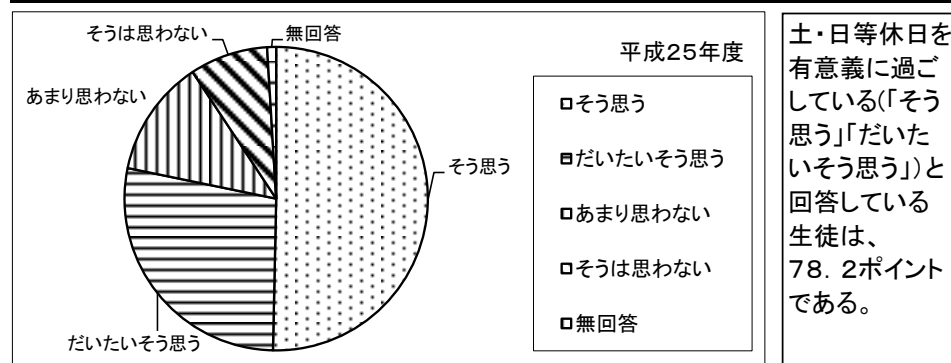 そうは思わない
無回答
あまり思わない
そう思う
だいたいそう思う
平成25年度
そう思う
だいたいそう思う
あまり思わない
そうは思わない
無回答
土・日等休日を
有意義に過ご
している(「そう
思う」「だいた
いそう思う」)と
回答している
生徒は、
78．2ポイント
である。